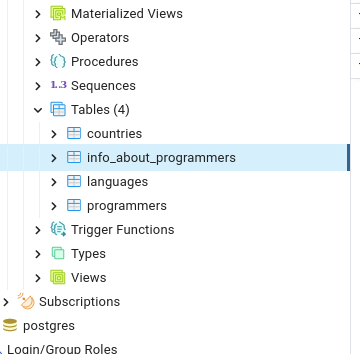 Materialized Views
Operators
Procedures
1..3 Sequences
Tables (4)
countries
info_about_programmers
languages
programmers
Trigger Functions
Types
Views
Subscriptions
postgres
Login/Group Roles